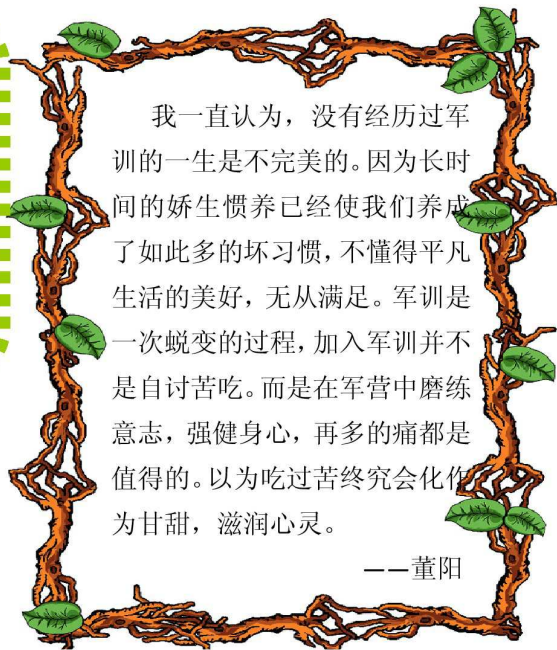 我一直认为，没有经历过军
训的一生是不完美的。因为长时
间的娇生惯养已经使我们养成
了如此多的坏习惯，不懂得平凡
生活的美好，无从满足。军训是
一次蜕变的过程，加入军训并不
是自讨苦吃。而是在军营中磨练
意志，强健身心，再多的痛都是
值得的。以为吃过苦终究会化作
为甘甜，滋润心灵。
——董阳